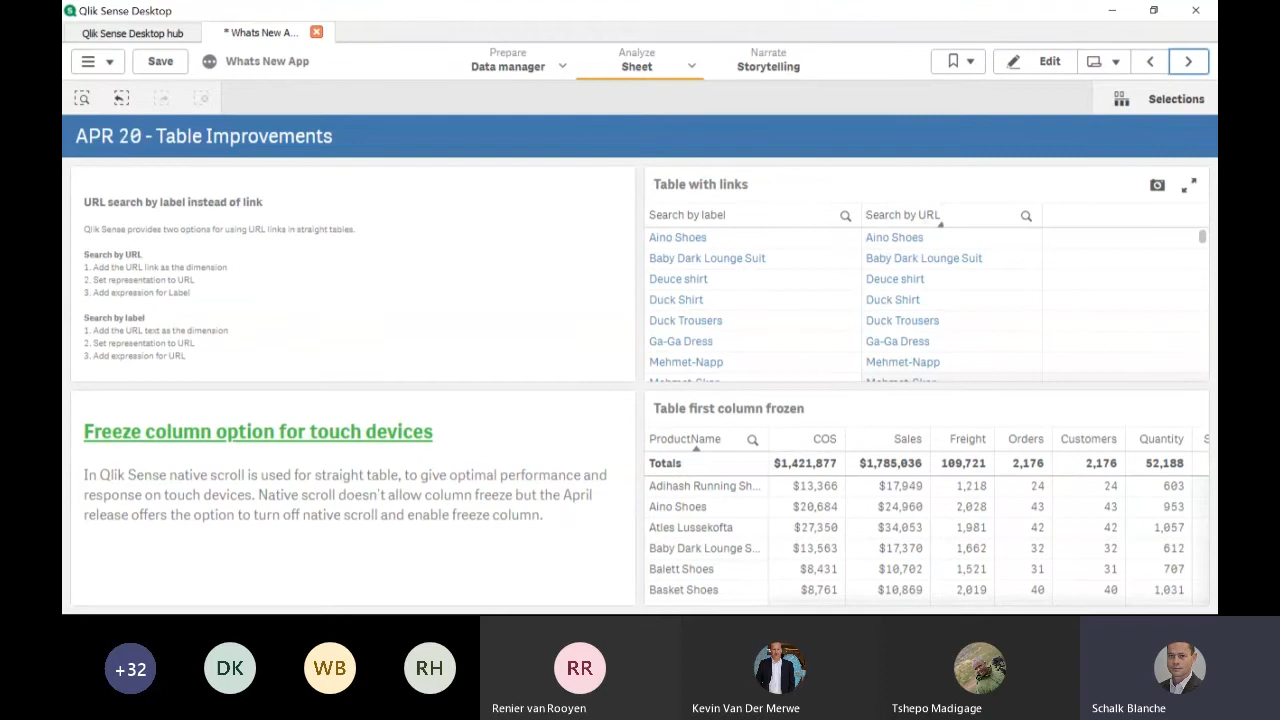 Qlik Sense Desktop
Qlik Sense Desktop hub
* Whats New A...
Save
Whats New App
Prepare
Data manager
Analyze
Sheet
Narrate
Storytelling
Edit
Selections
APR 20 - Table Improvements
URL search by label instead of link
Qlik Sense provides two options for using URL links in straight tables.
Search by URL
1. Add the URL link as the dimension
2. Set representation to URL
3. Add expression for Label
Search by label
1. Add the URL text as the dimension
2. Set representation to URL
3. Add expression for URL
Table with links
Search by label Search by URL
Aino Shoes Aino Shoes
Baby Dark Lounge Suit Baby Dark Lounge Suit
Deuce shirt Deuce shirt
Duck Shirt Duck Shirt
Duck Trousers Duck Trousers
Ga-Ga Dress Ga-Ga Dress
Mehmet-Napp Mehmet-Napp
Freeze column option for touch devices
In Qlik Sense native scroll is used for straight table, to give optimal performance and
response on touch devices. Native scroll doesn't allow column freeze but the April
release offers the option to turn off native scroll and enable freeze column.
Table first column frozen
ProductName COS Sales Freight Orders Customers Quantity S
Totals $1,421,877 $1,785,036 109,721 2,176 2,176 52,188
Adihash Running Sh... $13,366 $17,949 1,218 24 24 603
Aino Shoes $20,684 $24,960 2,028 43 43 953
Atles Lussekofta $27,350 $34,053 1,981 42 42 1,057
Baby Dark Lounge S... $13,563 $17,370 1,662 32 32 612
Balett Shoes $8,431 $10,702 1,521 31 31 707
Basket Shoes $8,761 $10,869 2,019 40 40 1,031
+32
DK
WB
RH
RR
Renier van Rooyen
Kevin Van Der Merwe
Tshepo Madigage
Schalk Blanche